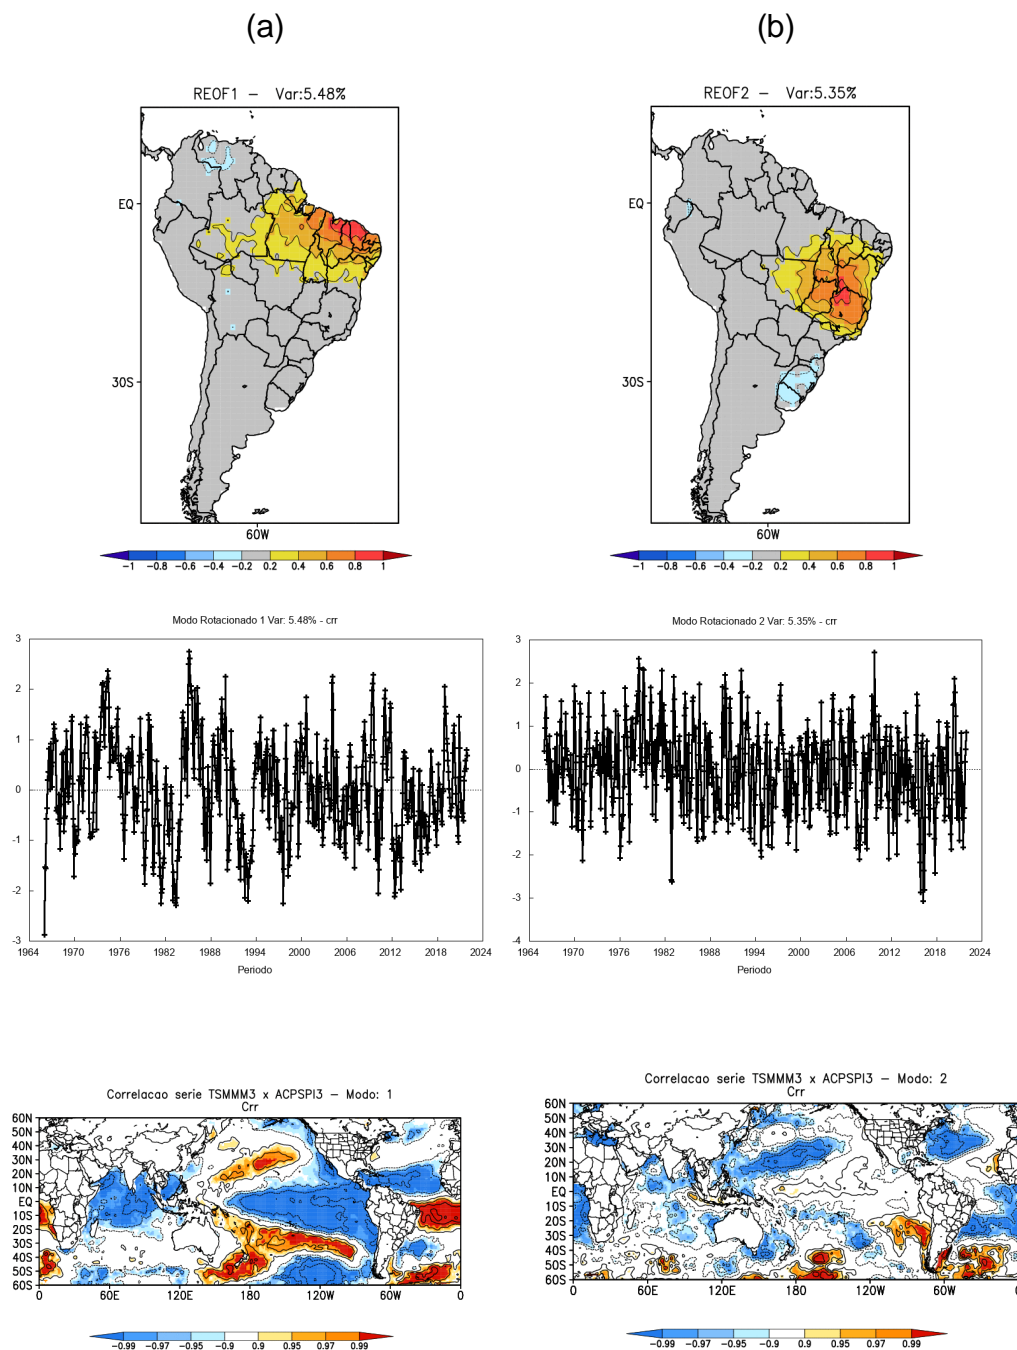 (a)
(b)
REOF1 − Var:5.48%
REOF2 − Var:5.35%
EQ
30S
60W
EQ
30S
60W
-1 -0.8 -0.6 -0.4 -0.2 0.2 0.4 0.6 0.8 1
-1 -0.8 -0.6 -0.4 -0.2 0.2 0.4 0.6 0.8 1
Modo Rotacionado 1 Var: 5.48% - crr
3
2
1
0
-1
-2
-3
1964 1970 1976 1982 1988 1994 2000 2006 2012 2018 2024
Periodo
Modo Rotacionado 2 Var: 5.35% - crr
3
2
1
0
-1
-2
-3
-4
1964 1970 1976 1982 1988 1994 2000 2006 2012 2018 2024
Periodo
Correlacao serie TSMMM3 x ACPSPI3 − Modo: 1
Crr
60N
50N
40N
30N
20N
10N
EQ
10S
20S
30S
40S
50S
60S
0 60E 120E 180 120W 60W 0
-0.99 -0.97 -0.95 -0.9 0.9 0.95 0.97 0.99
Correlacao serie TSMMM3 x ACPSPI3 − Modo: 2
Crr
60N
50N
40N
30N
20N
10N
EQ
10S
20S
30S
40S
50S
60S
0 60E 120E 180 120W 60W 0
-0.99 -0.97 -0.95 -0.9 0.9 0.95 0.97 0.99